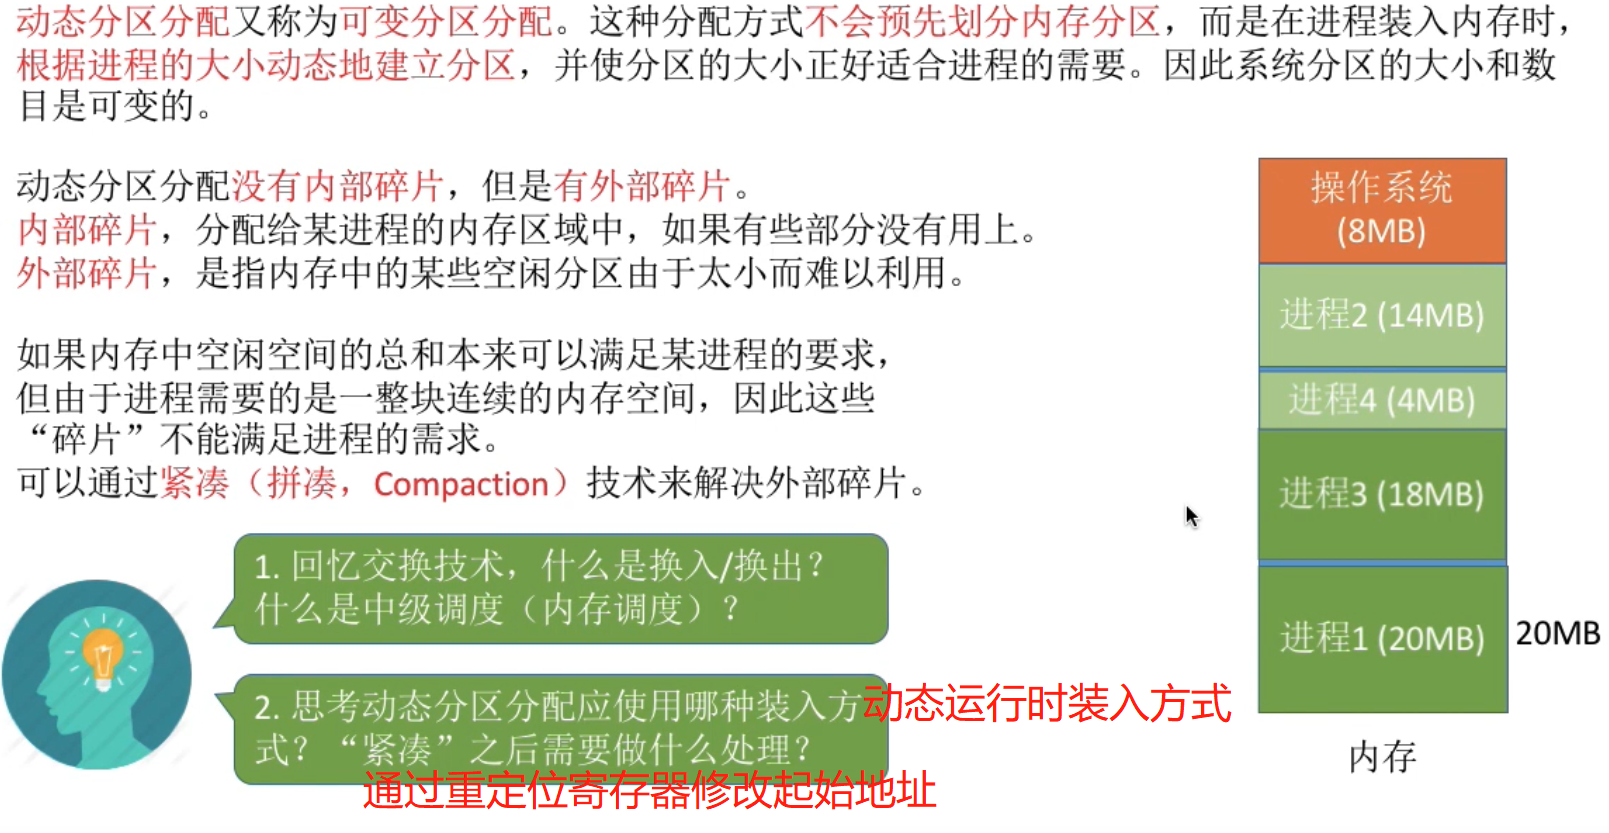 动态分区分配又称为可变分区分配。这种分配方式不会预先划分内存分区，而是在进程装入内存时，
根据进程的大小动态地建立分区，并使分区的大小正好适合进程的需要。因此系统分区的大小和数
目是可变的。
动态分区分配没有内部碎片，但是有外部碎片。
内部碎片，分配给某进程的内存区域中，如果有些部分没有用上。
外部碎片，是指内存中的某些空闲分区由于太小而难以利用。
如果内存中空闲空间的总和本来可以满足某进程的要求，
但由于进程需要的是一整块连续的内存空间，因此这些
“碎片”不能满足进程的需求。
可以通过紧凑（拼凑，Compaction）技术来解决外部碎片。
1. 回忆交换技术，什么是换入/换出？
什么是中级调度（内存调度）？
2. 思考动态分区分配应使用哪种装入方
式？“紧凑”之后需要做什么处理？
动态运行时装入方式
通过重定位寄存器修改起始地址
操作系统
(8MB)
进程2 (14MB)
进程4 (4MB)
进程3 (18MB)
进程1 (20MB)
20MB
内存